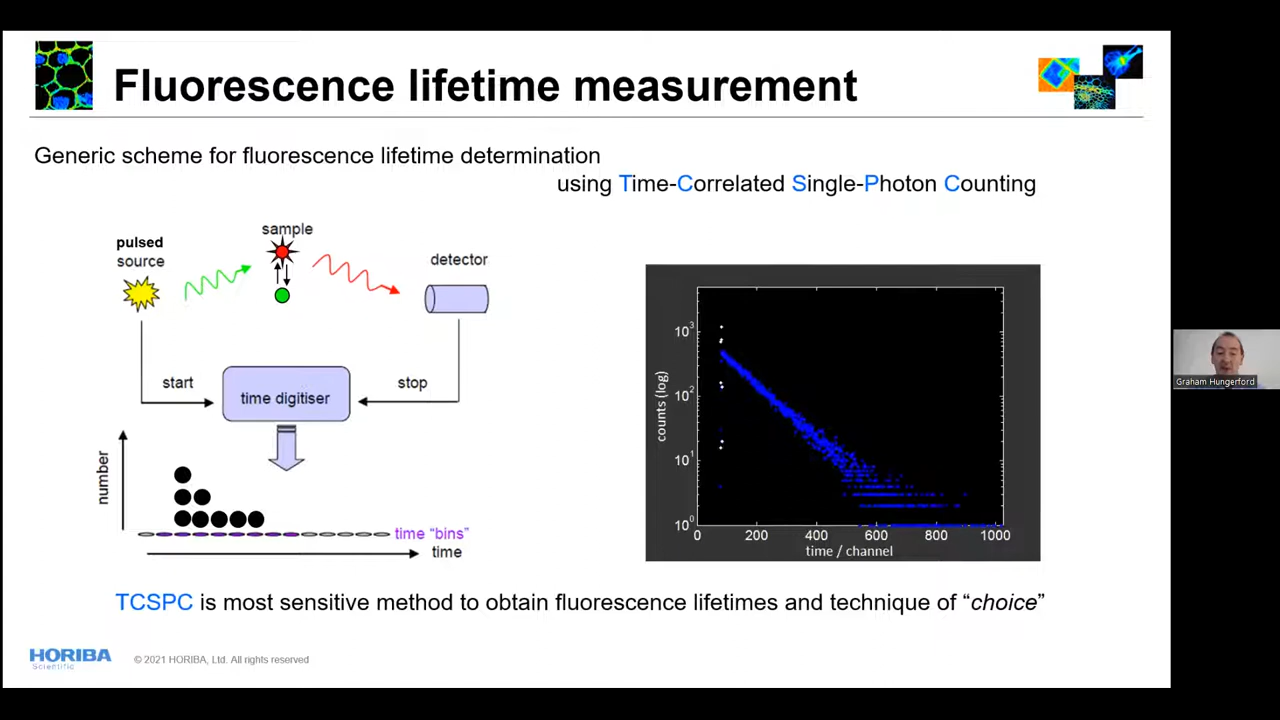 Fluorescence lifetime measurement
Generic scheme for fluorescence lifetime determination
using Time-Correlated Single-Photon Counting
pulsed
source
sample
detector
start
stop
time digitiser
number
time “bins”
time
counts (log)
10³
10²
10¹
10⁰
0 200 400 600 800 1000
time / channel
Graham Hungerford
TCSPC is most sensitive method to obtain fluorescence lifetimes and technique of “choice”
HORIBA
Scientific
© 2021 HORIBA, Ltd. All rights reserved